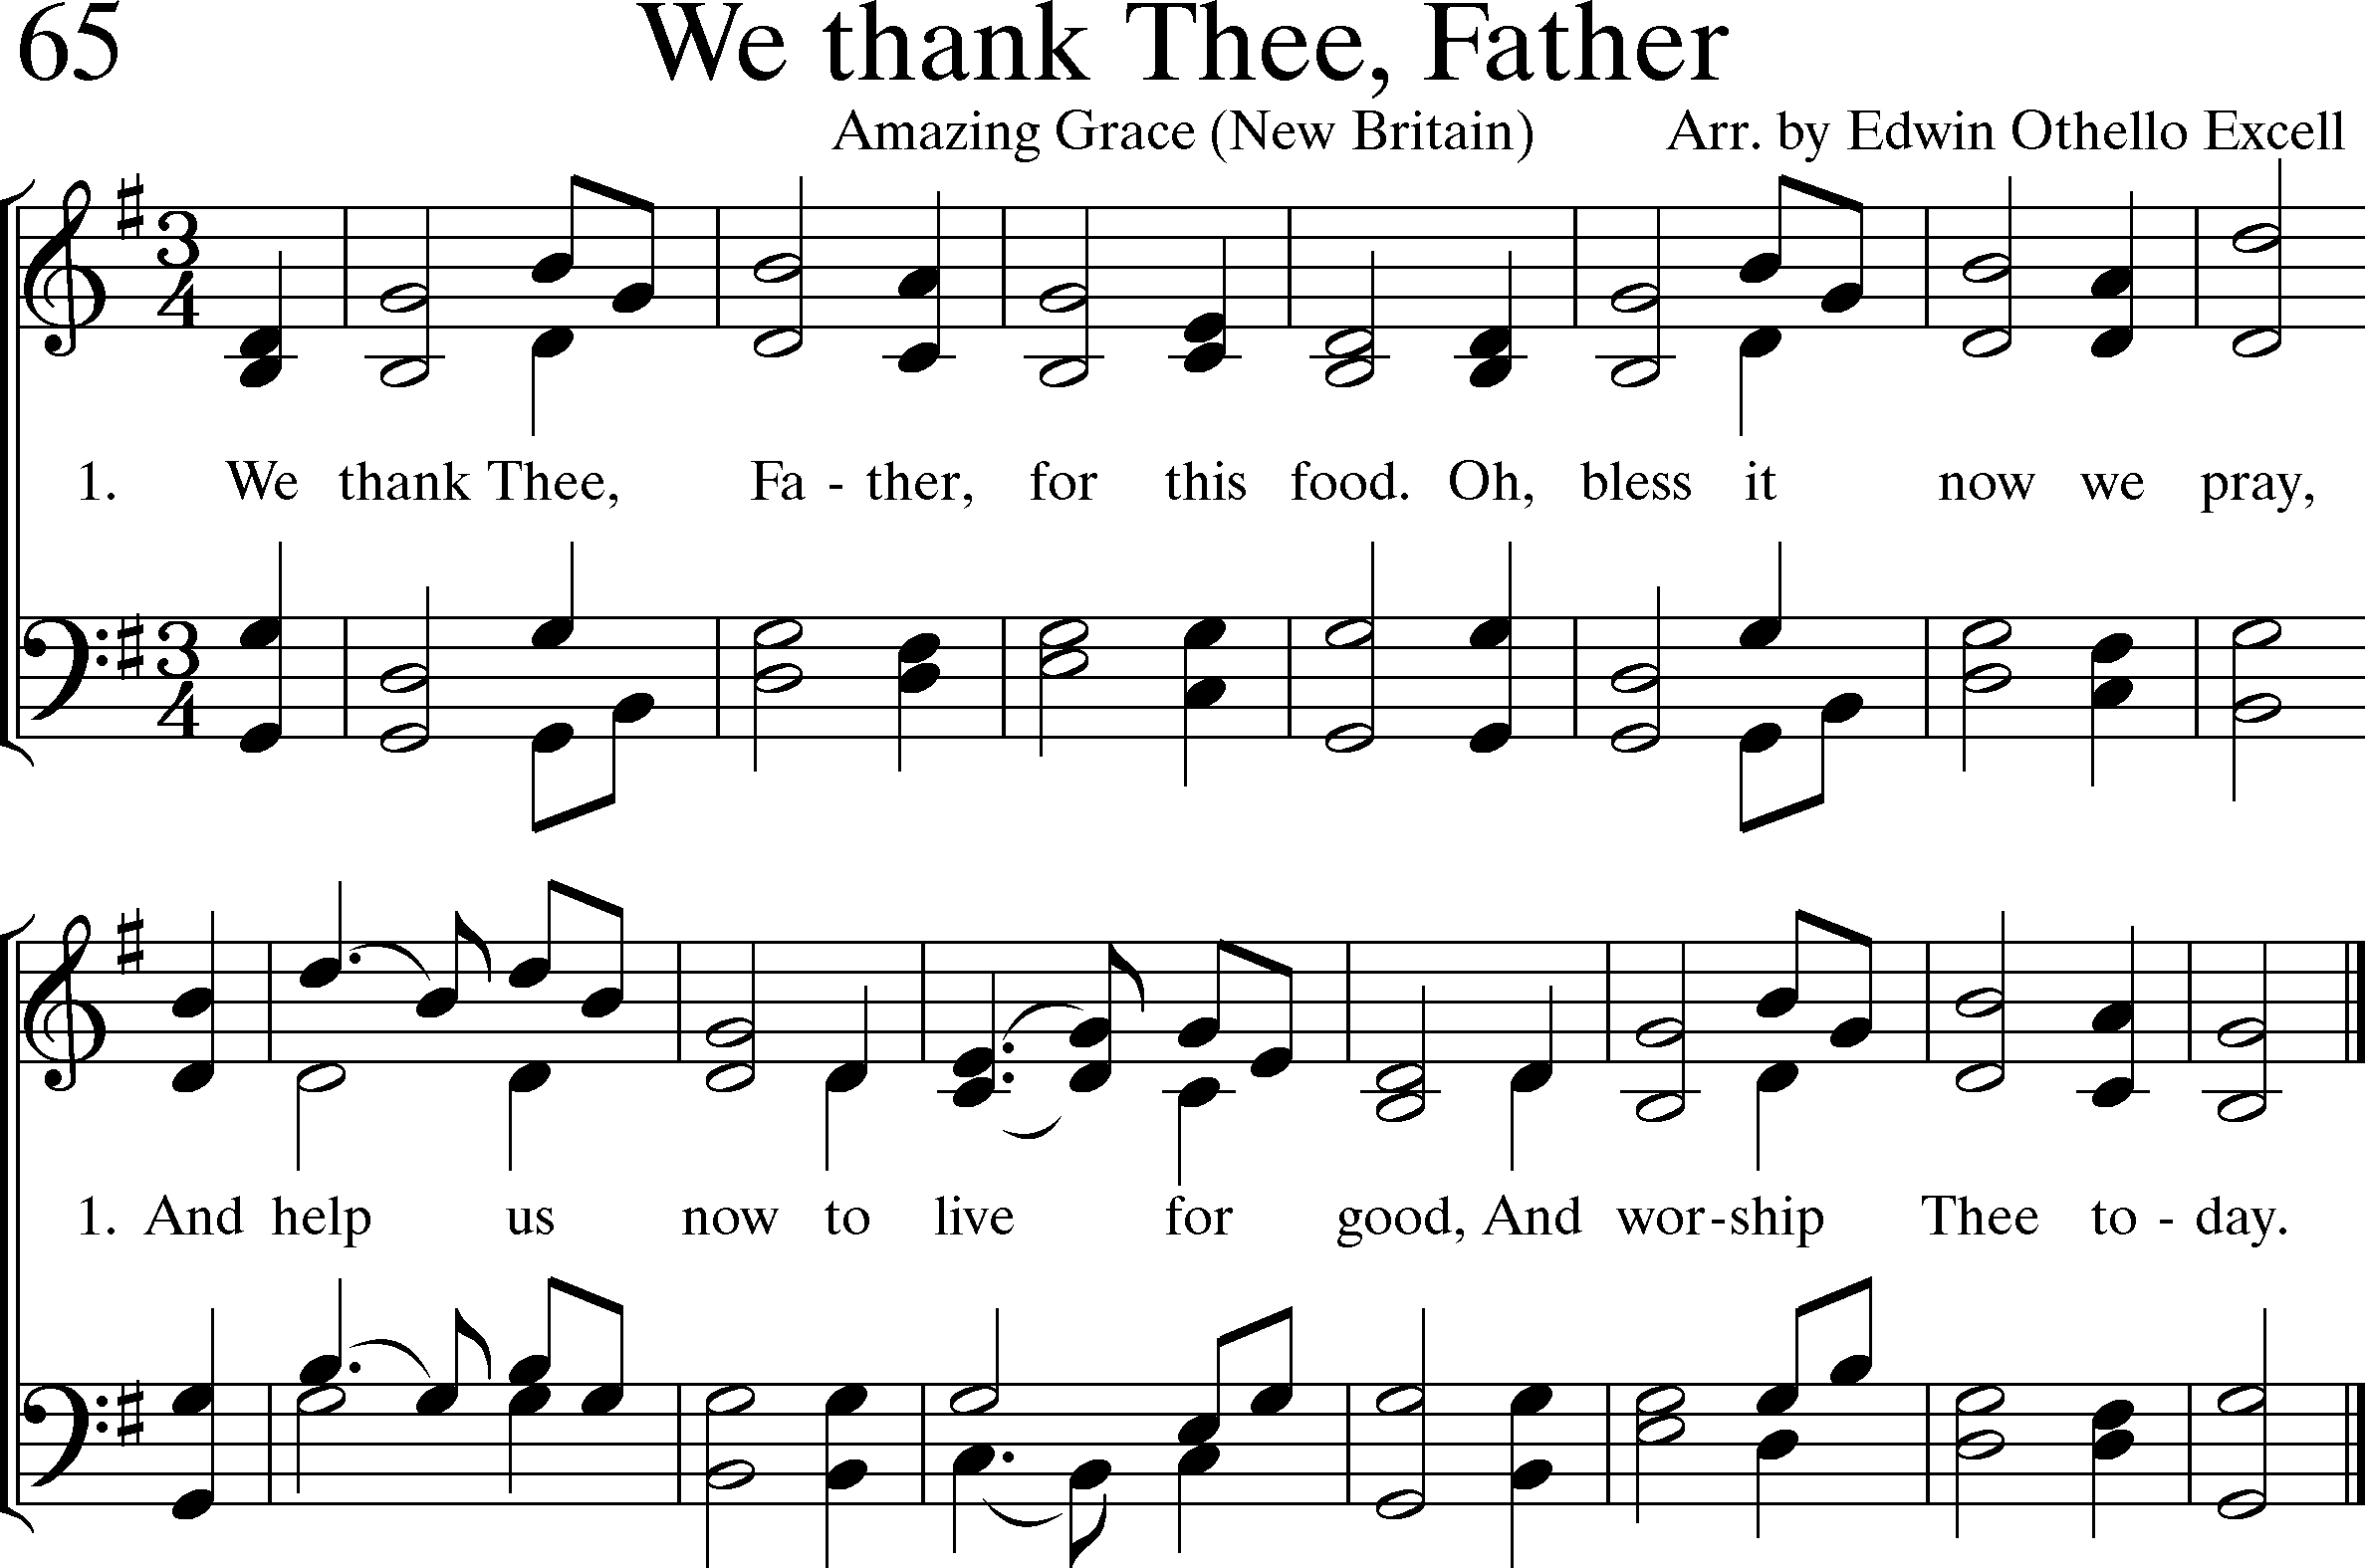 65 We thank Thee, Father
Amazing Grace (New Britain) Arr. by Edwin Othello Excell
3
4
1. We thank Thee, Fa - ther, for this food. Oh, bless it now we pray,
3
4
1. And help us now to live for good, And wor - ship Thee to - day.